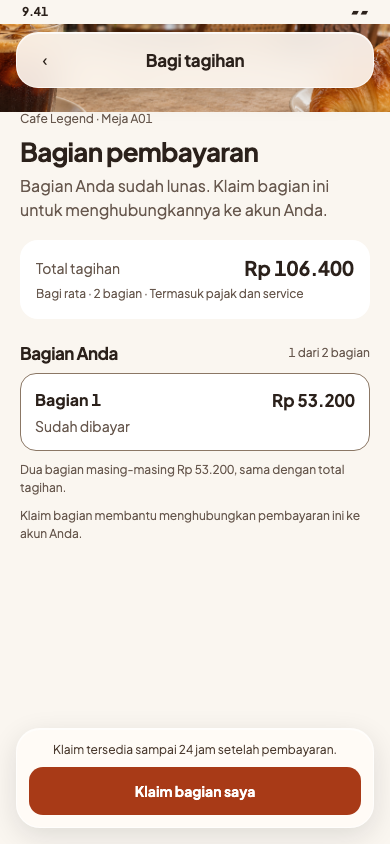 9.41
‹ Bagi tagihan
Cafe Legend · Meja A01
Bagian pembayaran
Bagian Anda sudah lunas. Klaim bagian ini
untuk menghubungkannya ke akun Anda.
Total tagihan Rp 106.400
Bagi rata · 2 bagian · Termasuk pajak dan service
Bagian Anda 1 dari 2 bagian
Bagian 1 Rp 53.200
Sudah dibayar
Dua bagian masing-masing Rp 53.200, sama dengan total
tagihan.
Klaim bagian membantu menghubungkan pembayaran ini ke
akun Anda.
Klaim tersedia sampai 24 jam setelah pembayaran.
Klaim bagian saya